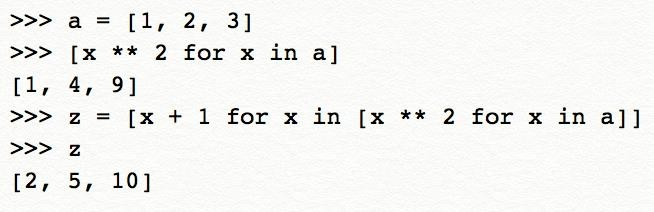 >>> a = [1, 2, 3]
>>> [x ** 2 for x in a]
[1, 4, 9]
>>> z = [x + 1 for x in [x ** 2 for x in a]]
>>> z
[2, 5, 10]